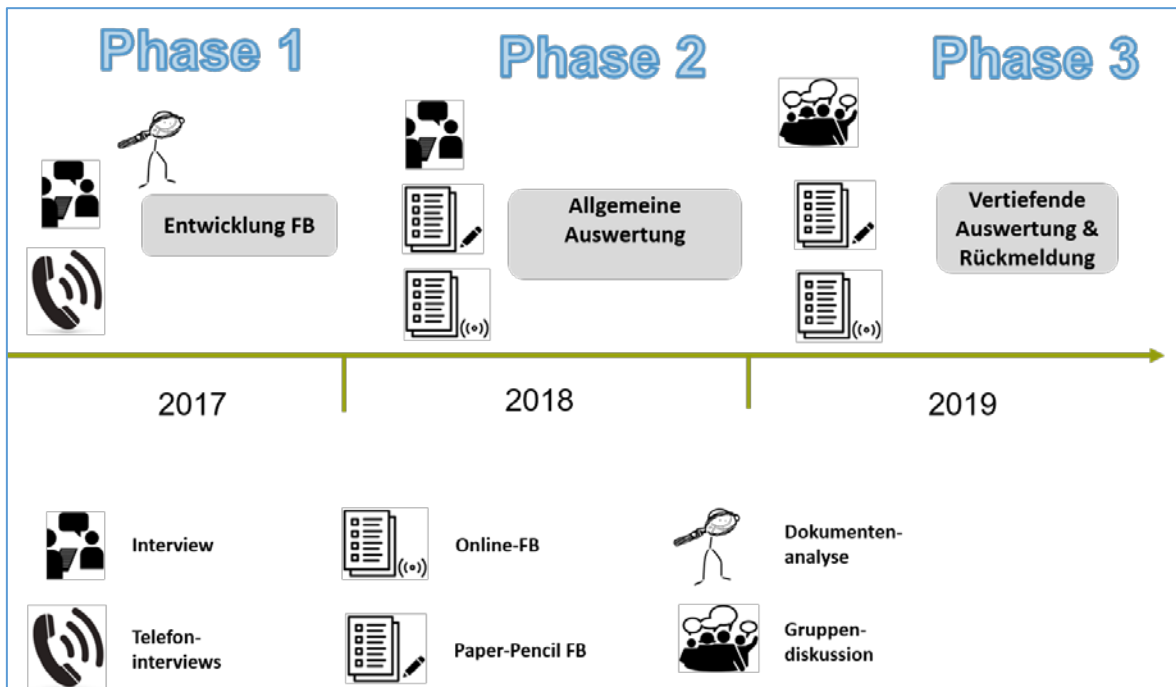 Phase 1
Phase 2
Phase 3
Entwicklung FB
Allgemeine
Auswertung
Vertiefende
Auswertung &
Rückmeldung
2017
2018
2019
Interview
Online-FB
Dokumenten-
analyse
Telefon-
interviews
Paper-Pencil FB
Gruppen-
diskussion